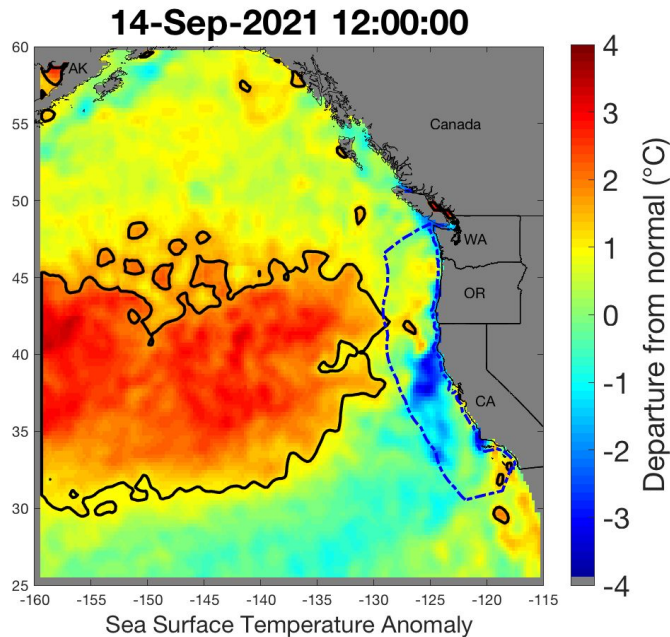 14-Sep-2021 12:00:00
60
55
50
45
40
35
30
25
AK
Canada
WA
OR
CA
-160 -155 -150 -145 -140 -135 -130 -125 -120 -115
Sea Surface Temperature Anomaly
4
3
2
1
0
-1
-2
-3
-4
Departure from normal (°C)